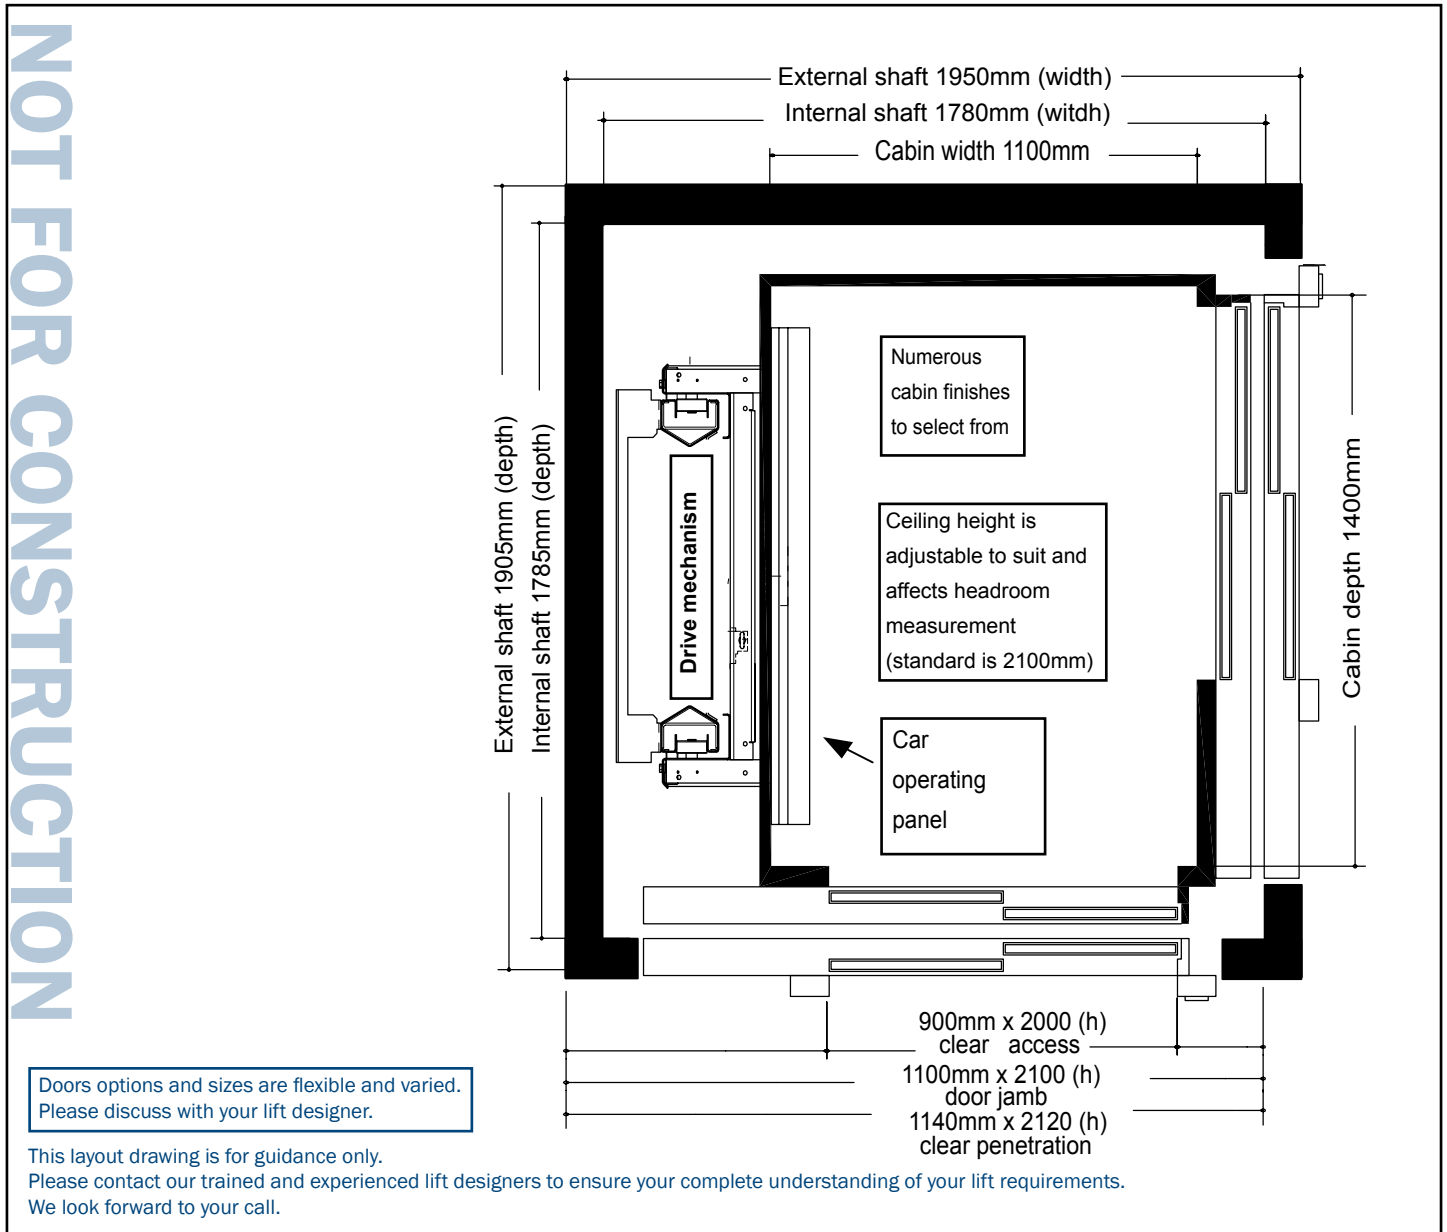 NOT FOR CONSTRUCTION
External shaft 1950mm (width)
Internal shaft 1780mm (witdh)
Cabin width 1100mm
External shaft 1905mm (depth)
Internal shaft 1785mm (depth)
Drive mechanism
Numerous
cabin finishes
to select from
Ceiling height is
adjustable to suit and
affects headroom
measurement
(standard is 2100mm)
Car
operating
panel
Cabin depth 1400mm
900mm x 2000 (h)
clear access
1100mm x 2100 (h)
door jamb
1140mm x 2120 (h)
clear penetration
Doors options and sizes are flexible and varied.
Please discuss with your lift designer.
This layout drawing is for guidance only.
Please contact our trained and experienced lift designers to ensure your complete understanding of your lift requirements.
We look forward to your call.